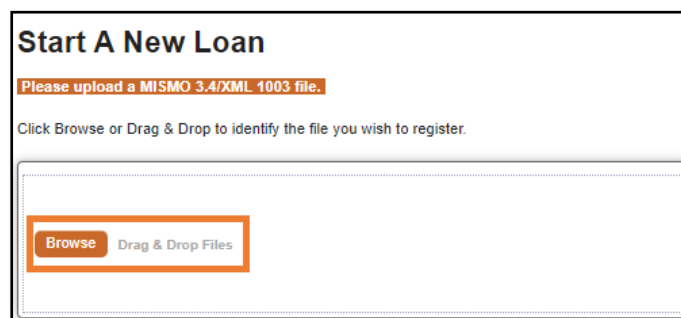 Start A New Loan
Please upload a MISMO 3.4/XML 1003 file.
Click Browse or Drag & Drop to identify the file you wish to register.
Browse Drag & Drop Files